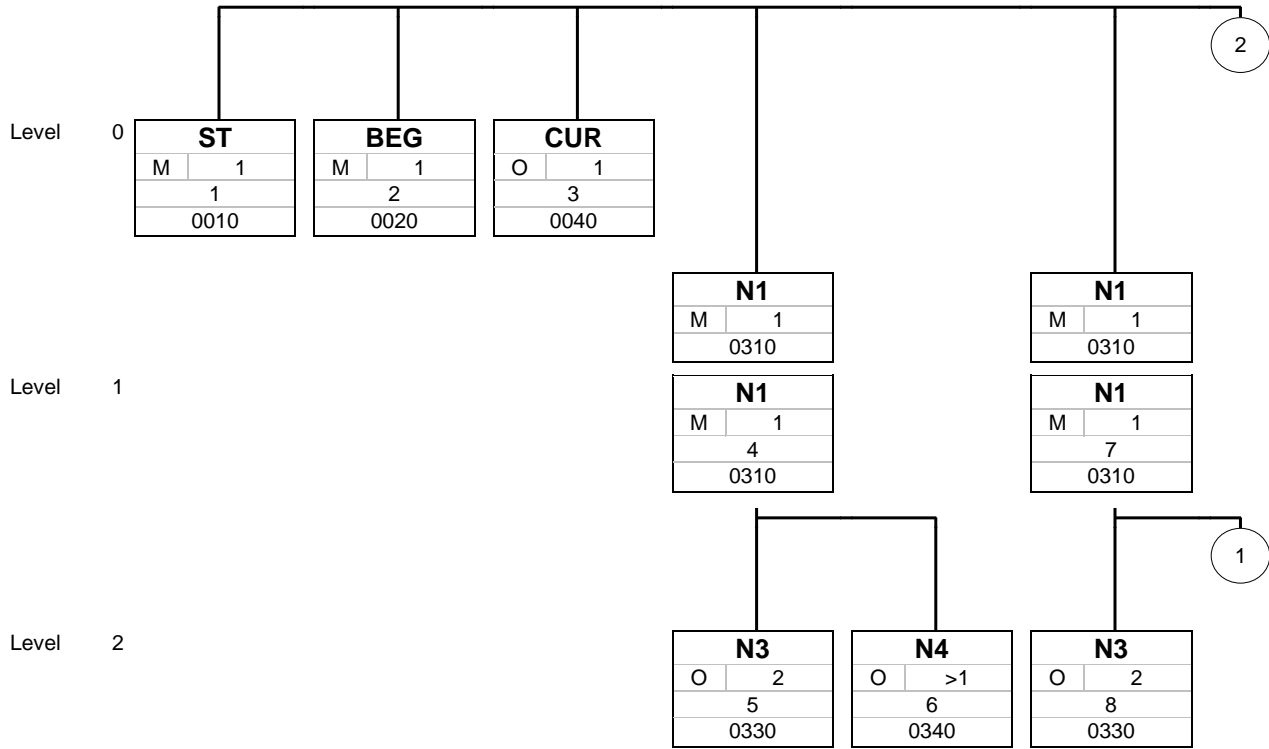 2
Level 0
ST BEG CUR
M 1 M 1 O 1
1 2 3
0010 0020 0040
N1 N1
M 1 M 1
0310 0310
Level 1
N1 N1
M 1 M 1
4 7
0310 0310
1
Level 2
N3 N4 N3
O 2 O >1 O 2
5 6 8
0330 0340 0330